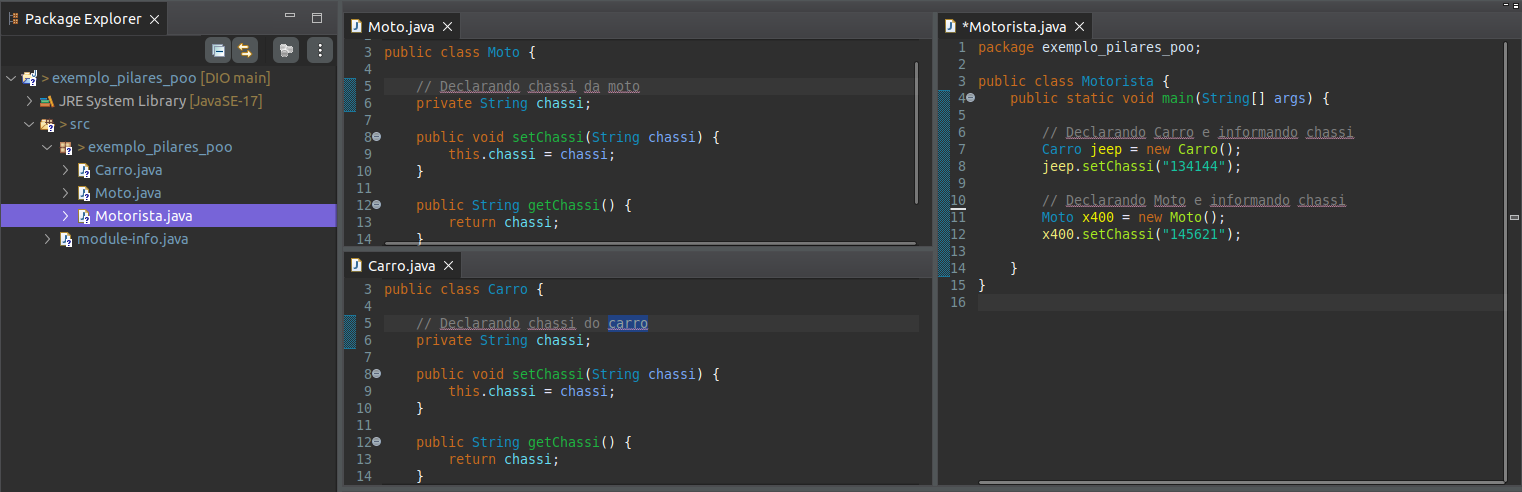 Package Explorer
> exemplo_pilares_poo [DIO main]
JRE System Library [JavaSE-17]
> src
> exemplo_pilares_poo
Carro.java
Moto.java
Motorista.java
module-info.java
Moto.java
3 public class Moto {
4
5 // Declarando chassi da moto
6 private String chassi;
7
8 public void setChassi(String chassi) {
9 this.chassi = chassi;
10 }
11
12 public String getChassi() {
13 return chassi;
14 }
Carro.java
3 public class Carro {
4
5 // Declarando chassi do carro
6 private String chassi;
7
8 public void setChassi(String chassi) {
9 this.chassi = chassi;
10 }
11
12 public String getChassi() {
13 return chassi;
14 }
*Motorista.java
1 package exemplo_pilares_poo;
2
3 public class Motorista {
4 public static void main(String[] args) {
5
6 // Declarando Carro e informando chassi
7 Carro jeep = new Carro();
8 jeep.setChassi("134144");
9
10 // Declarando Moto e informando chassi
11 Moto x400 = new Moto();
12 x400.setChassi("145621");
13
14 }
15 }
16